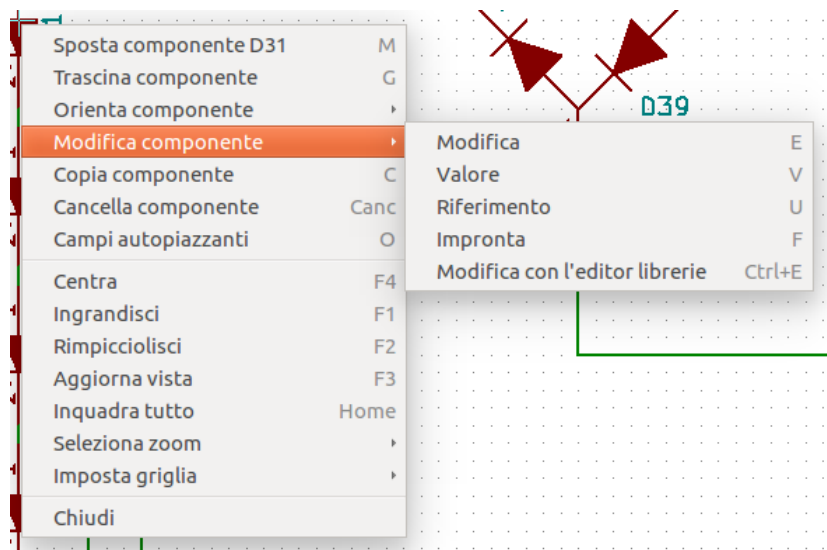 Sposta componente D31 M
Trascina componente G
Orienta componente
Modifica componente
Copia componente C
Cancella componente Canc
Campi autopiazzanti O
Centra F4
Ingrandisci F1
Rimpicciolisci F2
Aggiorna vista F3
Inquadra tutto Home
Seleziona zoom
Imposta griglia
Chiudi
D39
Modifica E
Valore V
Riferimento U
Impronta F
Modifica con l'editor librerie Ctrl+E